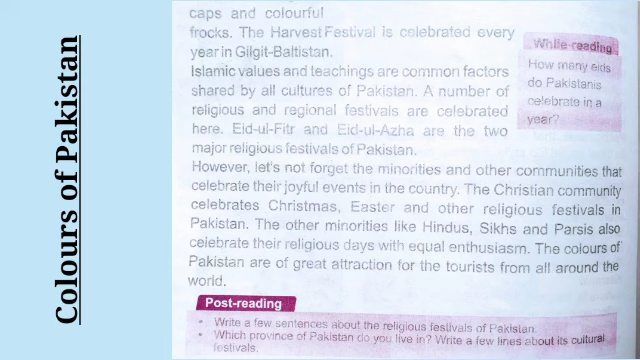 Colours of Pakistan
caps and colourful
frocks. The Harvest Festival is celebrated every
year in Gilgit-Baltistan.
Islamic values and teachings are common factors
shared by all cultures of Pakistan. A number of
religious and regional festivals are celebrated
here. Eid-ul-Fitr and Eid-ul-Azha are the two
major religious festivals of Pakistan.
However, let's not forget the minorities and other communities that
celebrate their joyful events in the country. The Christian community
celebrates Christmas, Easter and other religious festivals in
Pakistan. The other minorities like Hindus, Sikhs and Parsis also
celebrate their religious days with equal enthusiasm. The colours of
Pakistan are of great attraction for the tourists from all around the
world.
While-reading
How many eids
do Pakistanis
celebrate in a
year?
Post-reading
• Write a few sentences about the religious festivals of Pakistan.
• Which province of Pakistan do you live in? Write a few lines about its cultural
festivals.